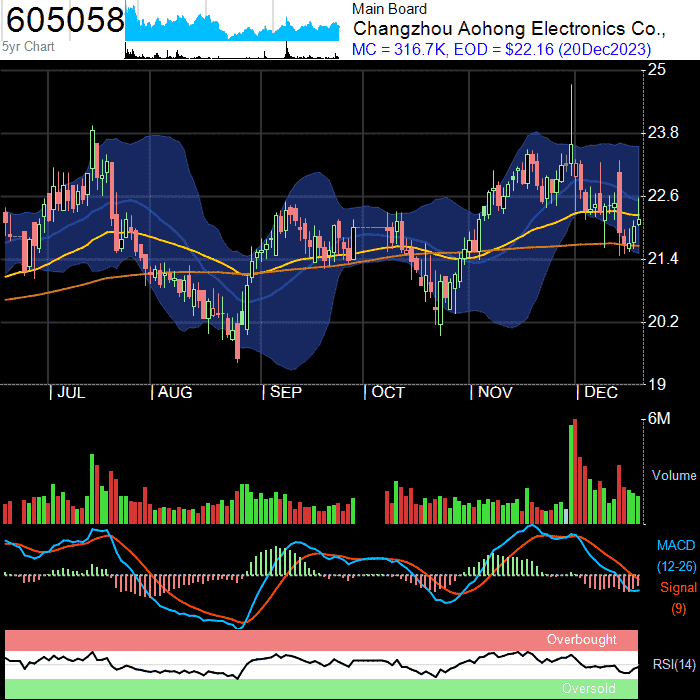 605058
5yr Chart
Main Board
Changzhou Aohong Electronics Co.,
MC = 316.7K, EOD = $22.16 (20Dec2023)
25
23.8
22.6
21.4
20.2
19
| JUL | AUG | SEP | OCT | NOV | DEC
6M
Volume
MACD
(12-26)
Signal
(9)
Overbought
RSI(14)
Oversold